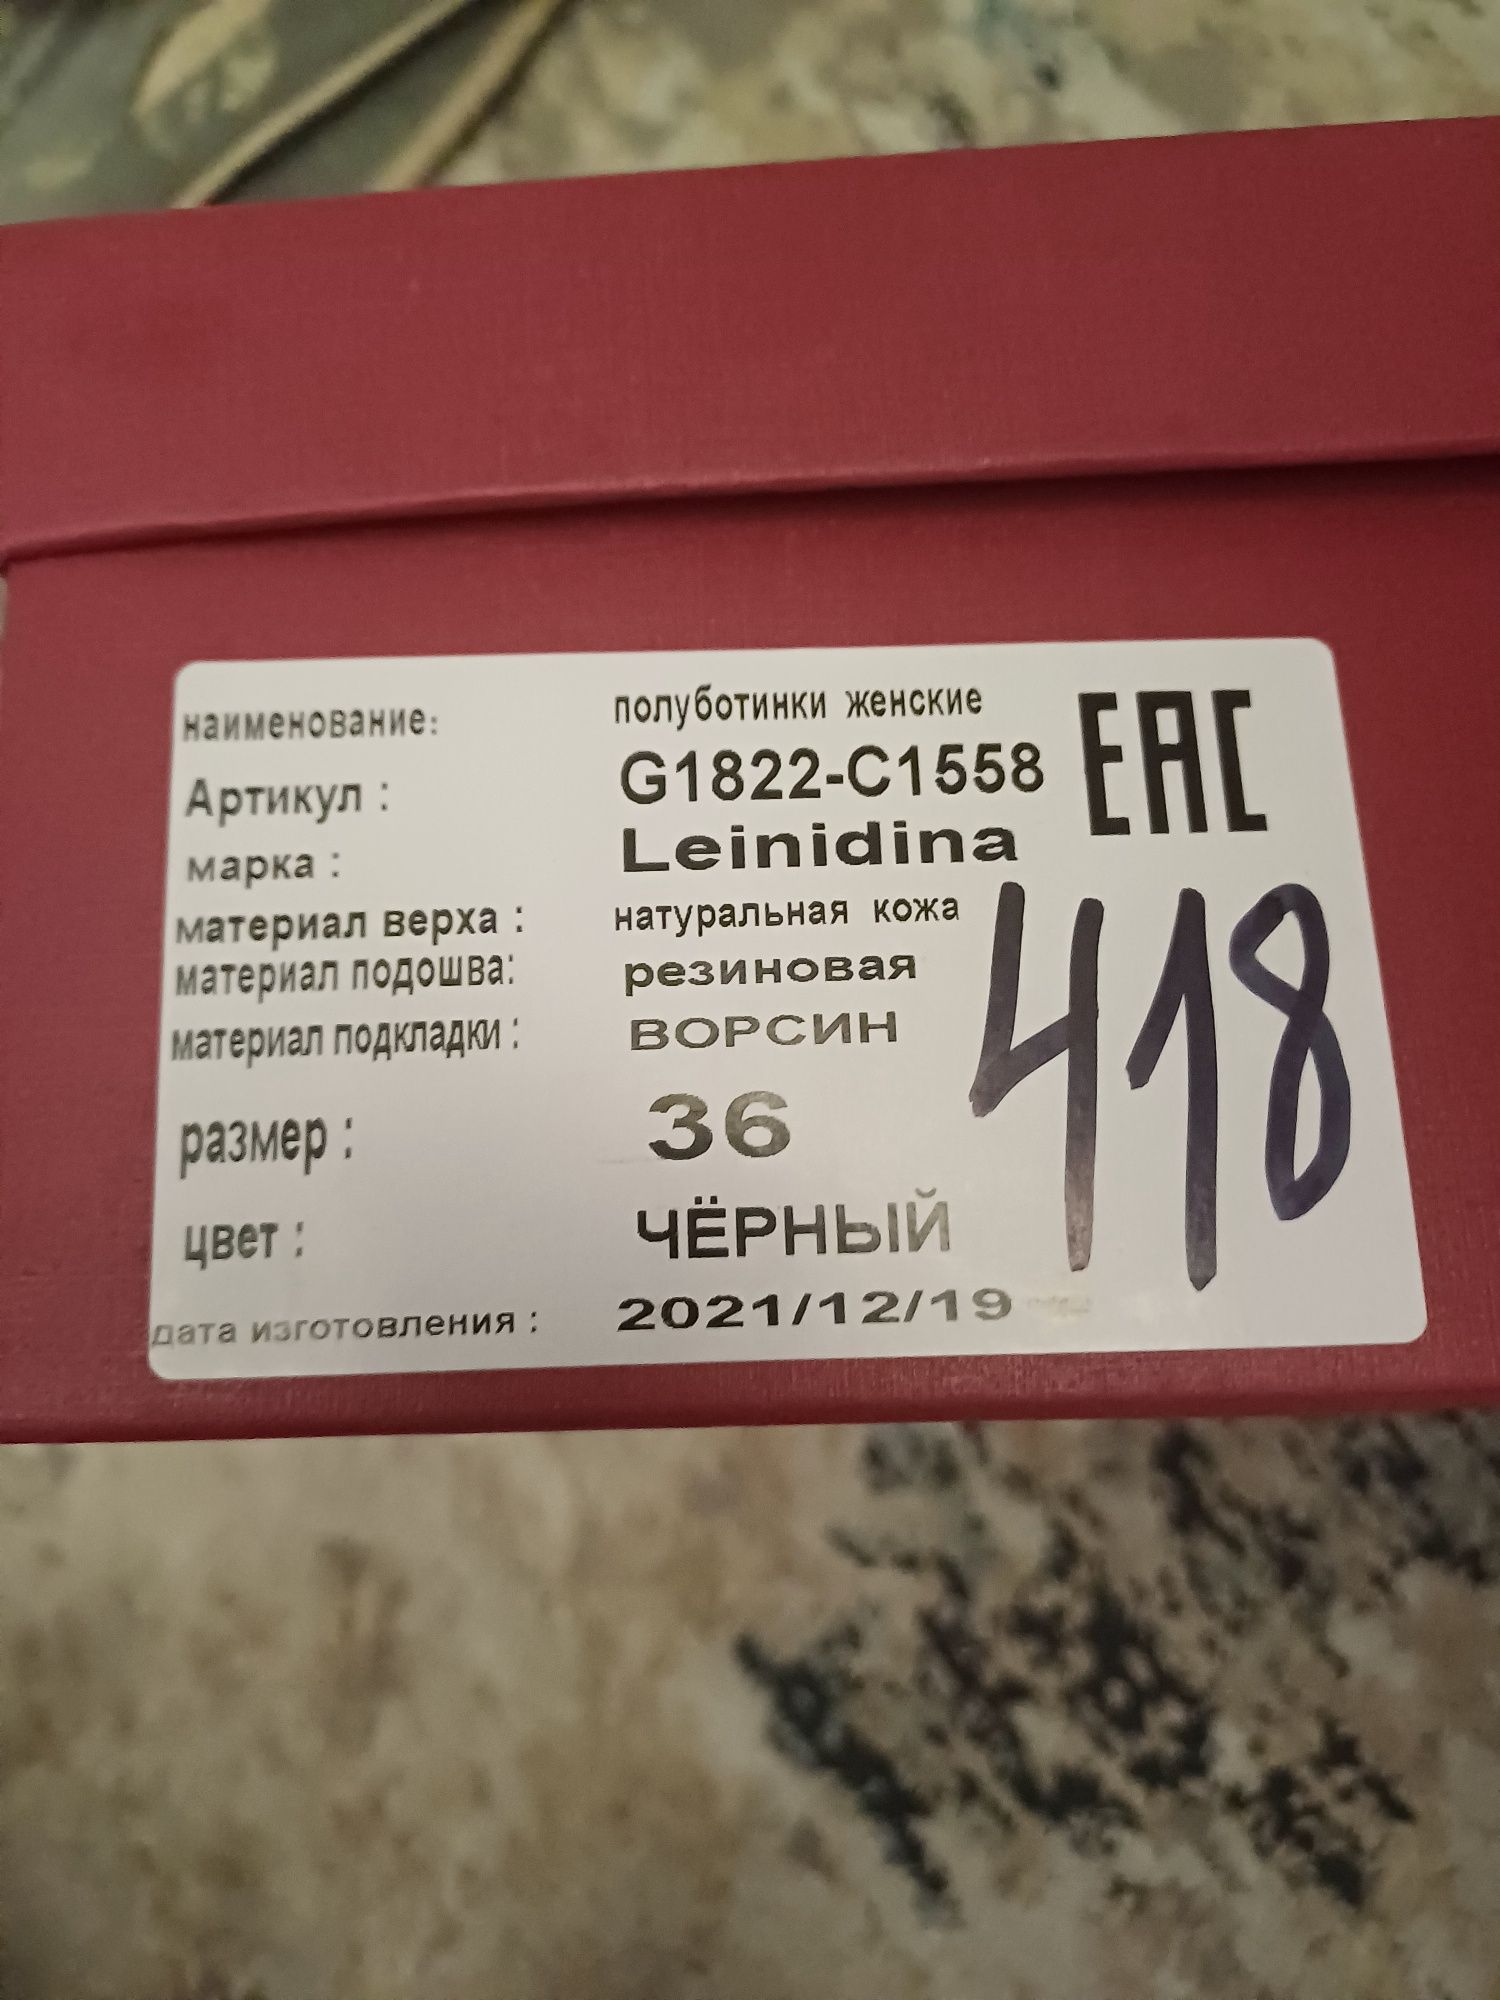 наименование: полуботинки женские
Артикул : G1822-C1558
EAC
марка : Leinidina
материал верха : натуральная кожа
материал подошва: резиновая
материал подкладки : ВОРСИН
418
размер : 36
цвет : ЧЁРНЫЙ
дата изготовления : 2021/12/19